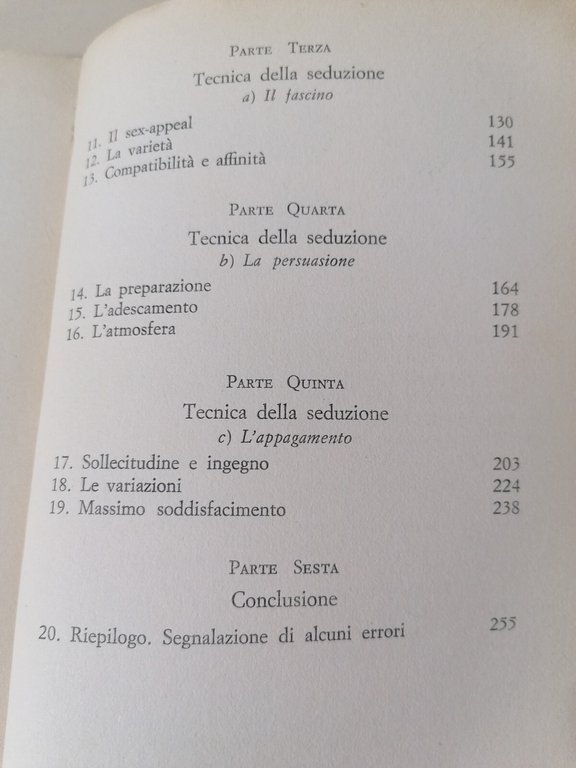 Parte Terza
Tecnica della seduzione
a) Il fascino
11. Il sex-appeal 130
12. La varietà 141
13. Compatibilità e affinità 155
Parte Quarta
Tecnica della seduzione
b) La persuasione
14. La preparazione 164
15. L'adescamento 178
16. L'atmosfera 191
Parte Quinta
Tecnica della seduzione
c) L'appagamento
17. Sollecitudine e ingegno 203
18. Le variazioni 224
19. Massimo soddisfacimento 238
Parte Sesta
Conclusione
20. Riepilogo. Segnalazione di alcuni errori 255